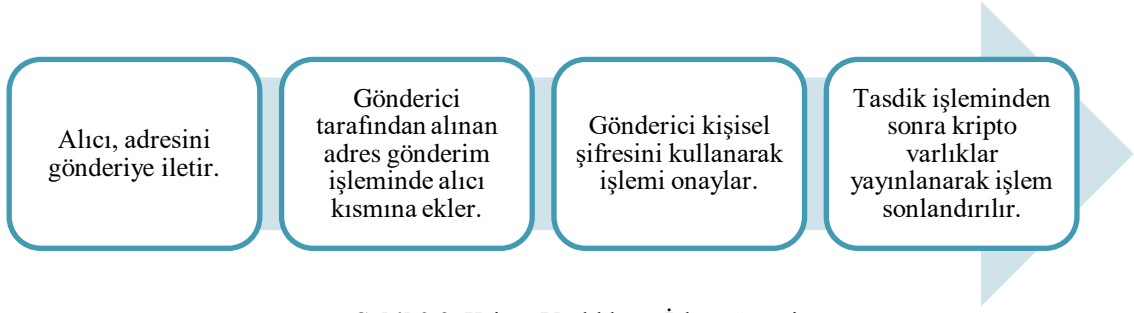 Alıcı, adresini
gönderiye iletir.
Gönderici
tarafından alınan
adres gönderim
işleminde alıcı
kısmına ekler.
Gönderici kişisel
şifresini kullanarak
işlemi onaylar.
Tasdik işleminden
sonra kripto
varlıklar
yayınlanarak işlem
sonlandırılır.